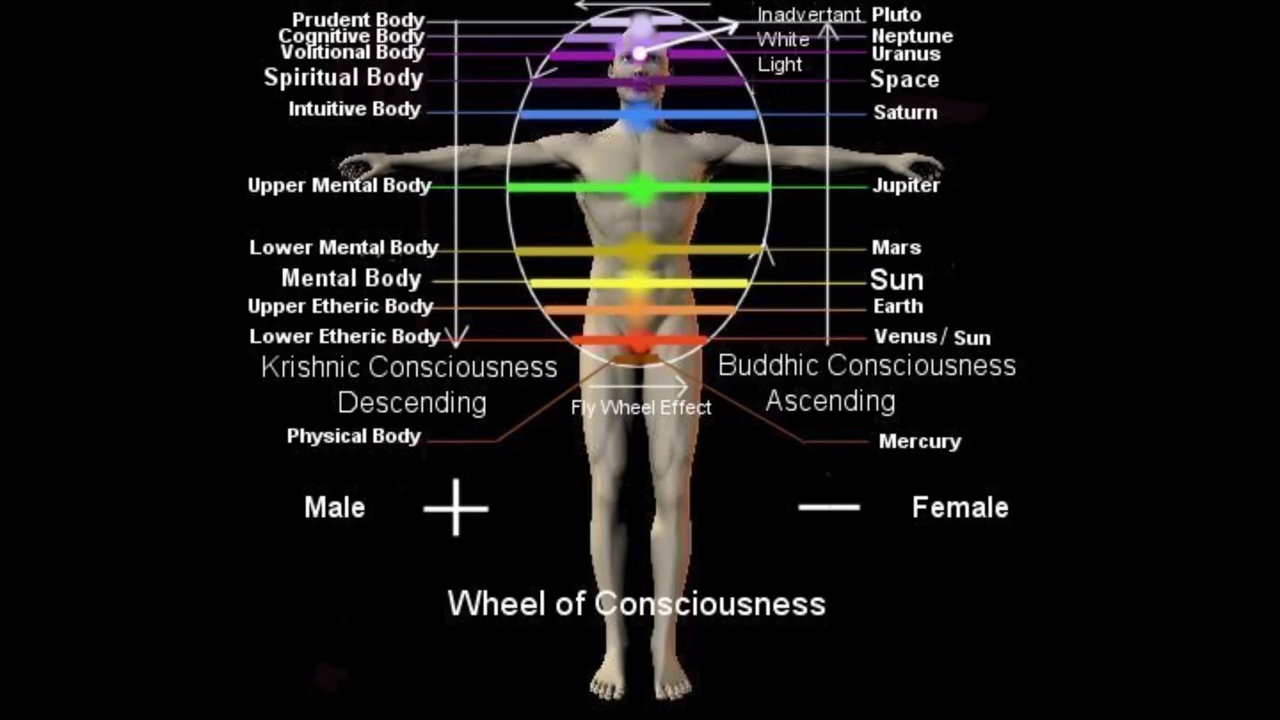 Prudent Body
Cognitive Body
Volitional Body
Spiritual Body
Intuitive Body
Upper Mental Body
Lower Mental Body
Mental Body
Upper Etheric Body
Lower Etheric Body
Krishnic Consciousness
Descending
Physical Body
Male +
Inadvertant
White
Light
Pluto
Neptune
Uranus
Space
Saturn
Jupiter
Mars
Sun
Earth
Venus / Sun
Buddhic Consciousness
Ascending
Fly Wheel Effect
Mercury
— Female
Wheel of Consciousness